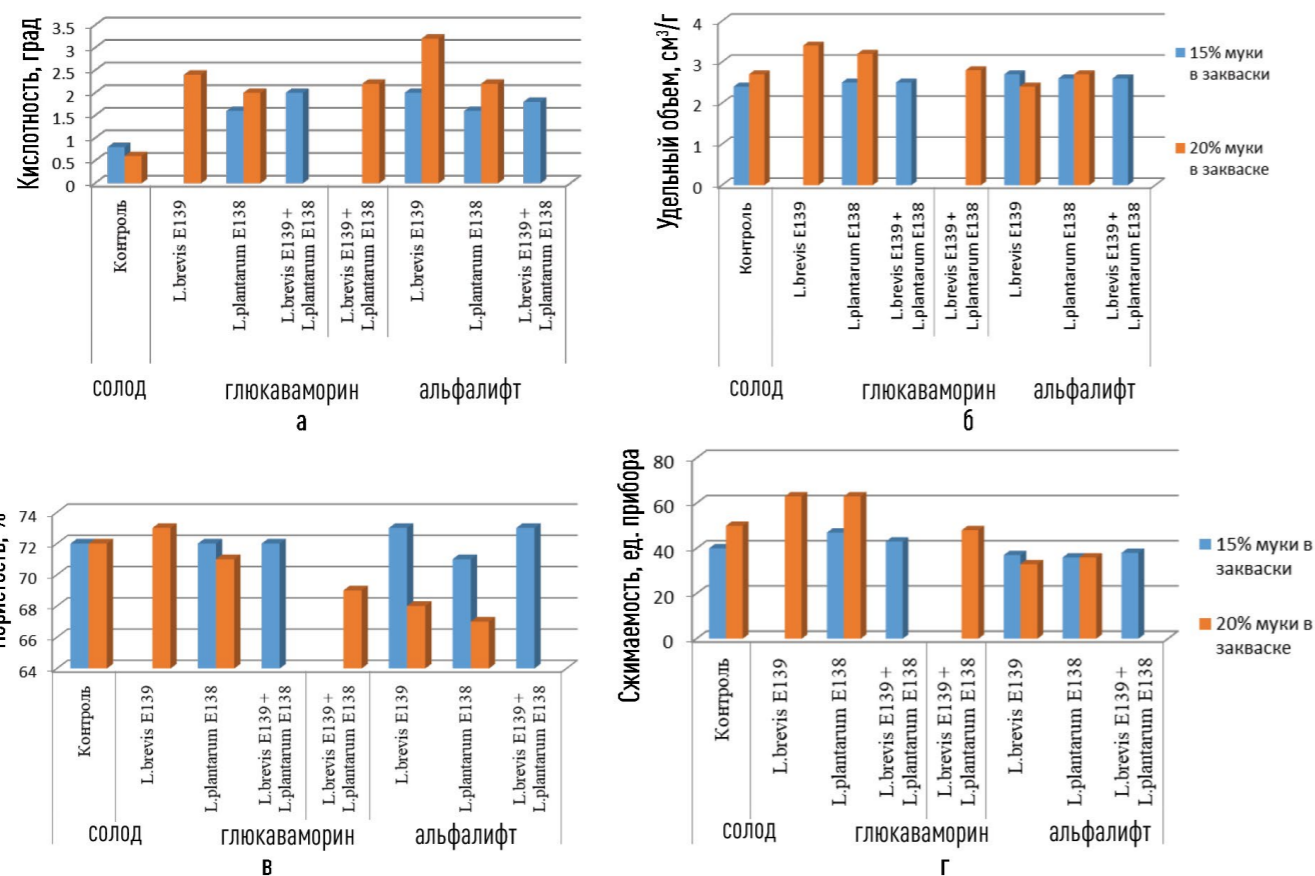 Кислотность, град
3.5
3
2.5
2
1.5
1
0.5
0
Контроль
L.brevis E139
L.plantarum E138
L.brevis E139 +
L.plantarum E138
L.brevis E139 +
L.plantarum E138
L.brevis E139
L.plantarum E138
L.brevis E139 +
L.plantarum E138
солод
глюкаваморин
альфалифт
а
Удельный объем, см³/г
4
3
2
1
0
Контроль
L.brevis E139
L.plantarum E138
L.brevis E139 +
L.plantarum E138
L.brevis E139 +
L.plantarum E138
L.brevis E139
L.plantarum E138
L.brevis E139 +
L.plantarum E138
солод
глюкаваморин
альфалифт
б
15% муки
в закваски
20% муки
в закваске
%
74
72
70
68
66
64
Контроль
L.brevis E139
L.plantarum E138
L.brevis E139 +
L.plantarum E138
L.brevis E139 +
L.plantarum E138
L.brevis E139
L.plantarum E138
L.brevis E139 +
L.plantarum E138
солод
глюкаваморин
альфалифт
в
Сжимаемость, ед. прибора
80
60
40
20
0
Контроль
L.brevis E139
L.plantarum E138
L.brevis E139 +
L.plantarum E138
L.brevis E139 +
L.plantarum E138
L.brevis E139
L.plantarum E138
L.brevis E139 +
L.plantarum E138
солод
глюкаваморин
альфалифт
г
15% муки в
закваски
20% муки в
закваске